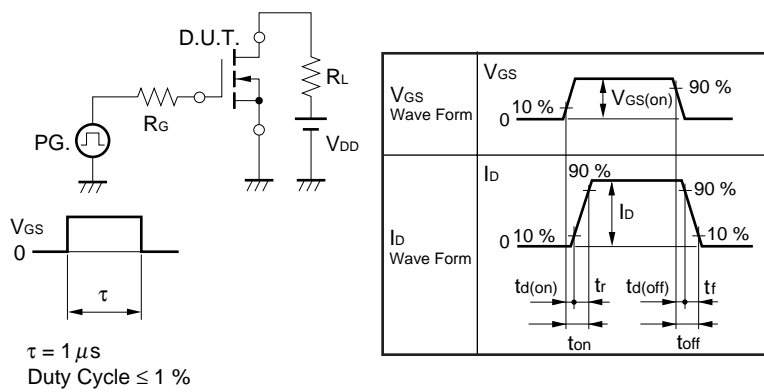 D.U.T.
RL
RG
PG.
VDD
VGS
0
τ
τ = 1 μs
Duty Cycle ≤ 1 %
VGS
Wave Form
VGS
10 %
0
VGS(on)
90 %
ID
Wave Form
ID
90 %
90 %
0
10 %
ID
10 %
td(on)
tr
td(off)
tf
ton
toff